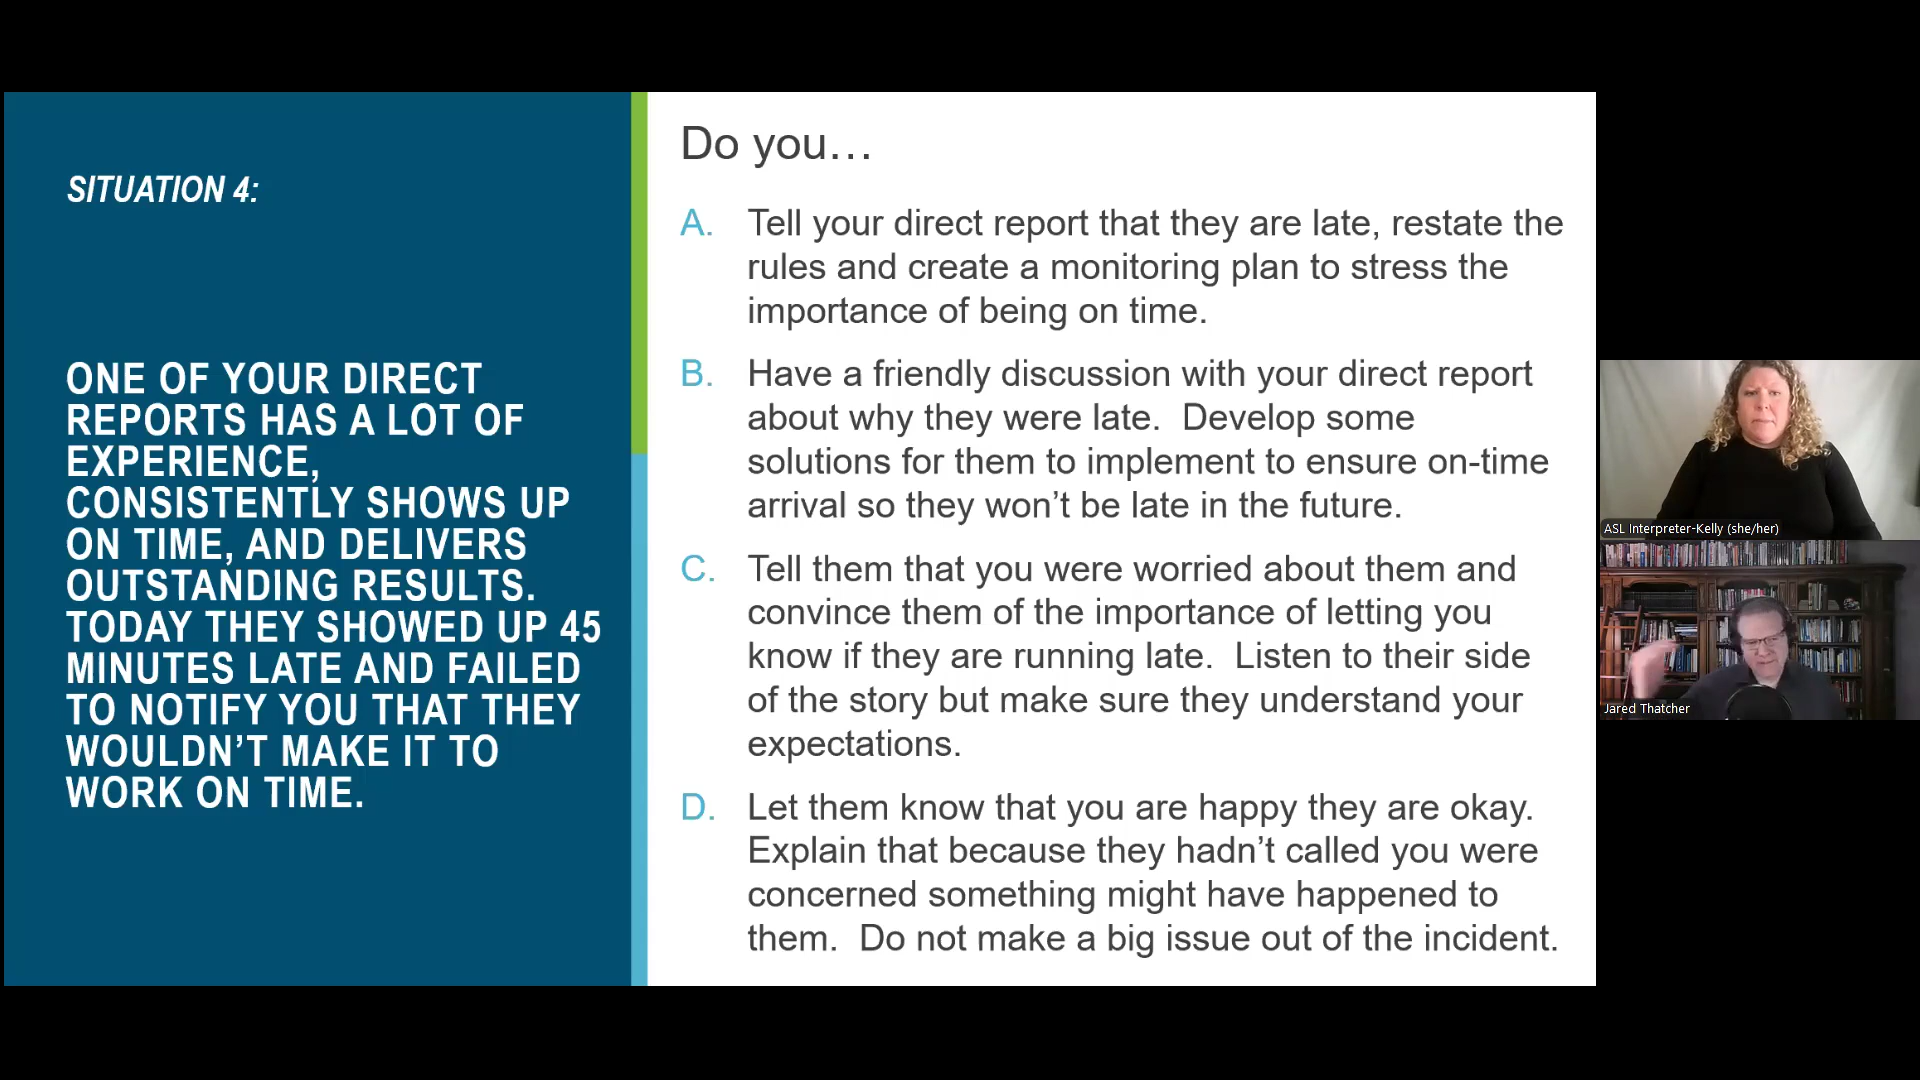 SITUATION 4:
ONE OF YOUR DIRECT
REPORTS HAS A LOT OF
EXPERIENCE,
CONSISTENTLY SHOWS UP
ON TIME, AND DELIVERS
OUTSTANDING RESULTS.
TODAY THEY SHOWED UP 45
MINUTES LATE AND FAILED
TO NOTIFY YOU THAT THEY
WOULDN’T MAKE IT TO
WORK ON TIME.
Do you…
A. Tell your direct report that they are late, restate the
rules and create a monitoring plan to stress the
importance of being on time.
B. Have a friendly discussion with your direct report
about why they were late. Develop some
solutions for them to implement to ensure on-time
arrival so they won’t be late in the future.
C. Tell them that you were worried about them and
convince them of the importance of letting you
know if they are running late. Listen to their side
of the story but make sure they understand your
expectations.
D. Let them know that you are happy they are okay.
Explain that because they hadn’t called you were
concerned something might have happened to
them. Do not make a big issue out of the incident.
ASL Interpreter-Kelly (she/her)
Jared Thatcher